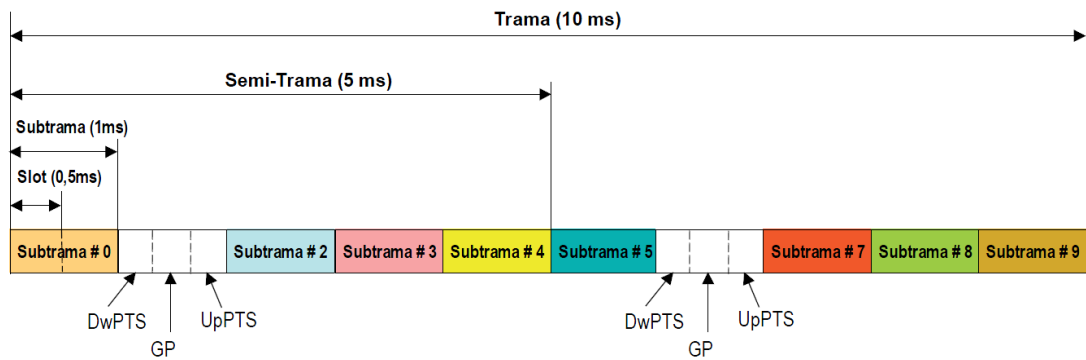 Trama (10 ms)
Semi-Trama (5 ms)
Subtrama (1ms)
Slot (0,5ms)
Subtrama # 0
Subtrama # 2
Subtrama # 3
Subtrama # 4
Subtrama # 5
Subtrama # 7
Subtrama # 8
Subtrama # 9
DwPTS
GP
UpPTS
DwPTS
GP
UpPTS